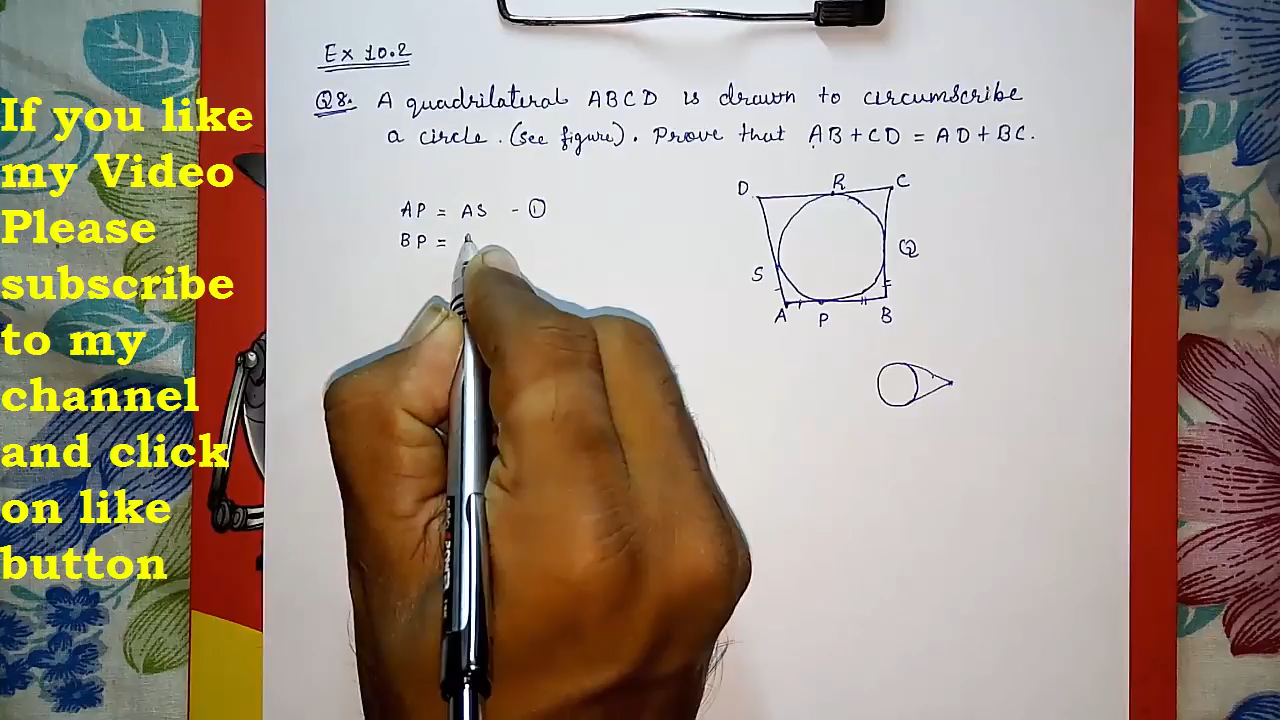 If you like
my Video
Please
subscribe
to my
channel
and click
on like
button
Ex 10.2
Q8. A quadrilateral ABCD is drawn to circumscribe
a circle. (see figure). Prove that AB + CD = AD + BC.
AP = AS - ①
BP =
D R C
S Q
A P B